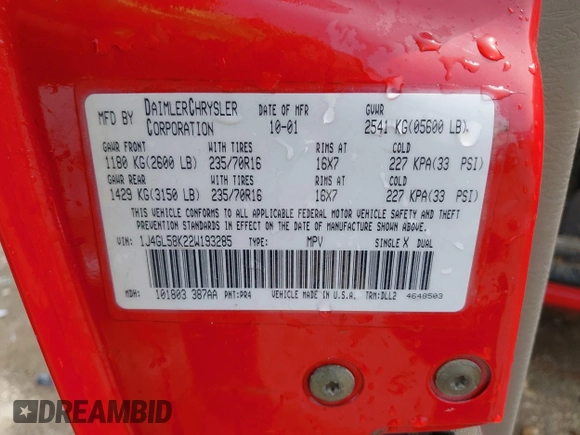 MFD BY DAIMLERCHRYSLER CORPORATION DATE OF MFR 10-01 GVWR 2541 KG(05600 LB)
GAWR FRONT WITH TIRES RIMS AT COLD
1180 KG(2600 LB) 235/70R16 16X7 227 KPA(33 PSI)
GAWR REAR WITH TIRES RIMS AT COLD
1429 KG(3150 LB) 235/70R16 16X7 227 KPA(33 PSI)
THIS VEHICLE CONFORMS TO ALL APPLICABLE FEDERAL MOTOR VEHICLE SAFETY AND THEFT
PREVENTION STANDARDS IN EFFECT ON THE DATE OF MANUFACTURE SHOWN ABOVE.
VIN: 1J4GL58K22W193285 TYPE: MPV SINGLE X DUAL
MDH: 101803 387AA PNT:PR4 VEHICLE MADE IN U.S.A. TRM:DLL2 4648503
DREAMBID